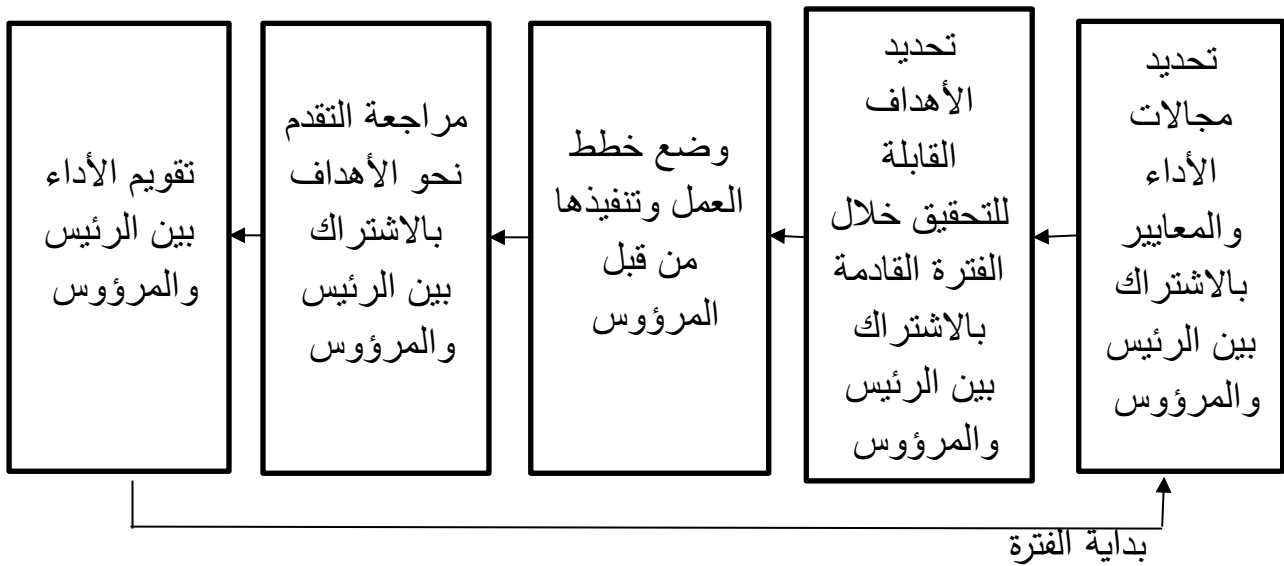 تحديد
مجالات
الأداء
والمعايير
بالاشتراك
بين الرئيس
والمرؤوس
تحديد
الأهداف
القابلة
للتحقيق خلال
الفترة القادمة
بالاشتراك
بين الرئيس
والمرؤوس
وضع خطط
العمل وتنفيذها
من قبل
المرؤوس
مراجعة التقدم
نحو الأهداف
بالاشتراك
بين الرئيس
والمرؤوس
تقويم الأداء
بين الرئيس
والمرؤوس
بداية الفترة